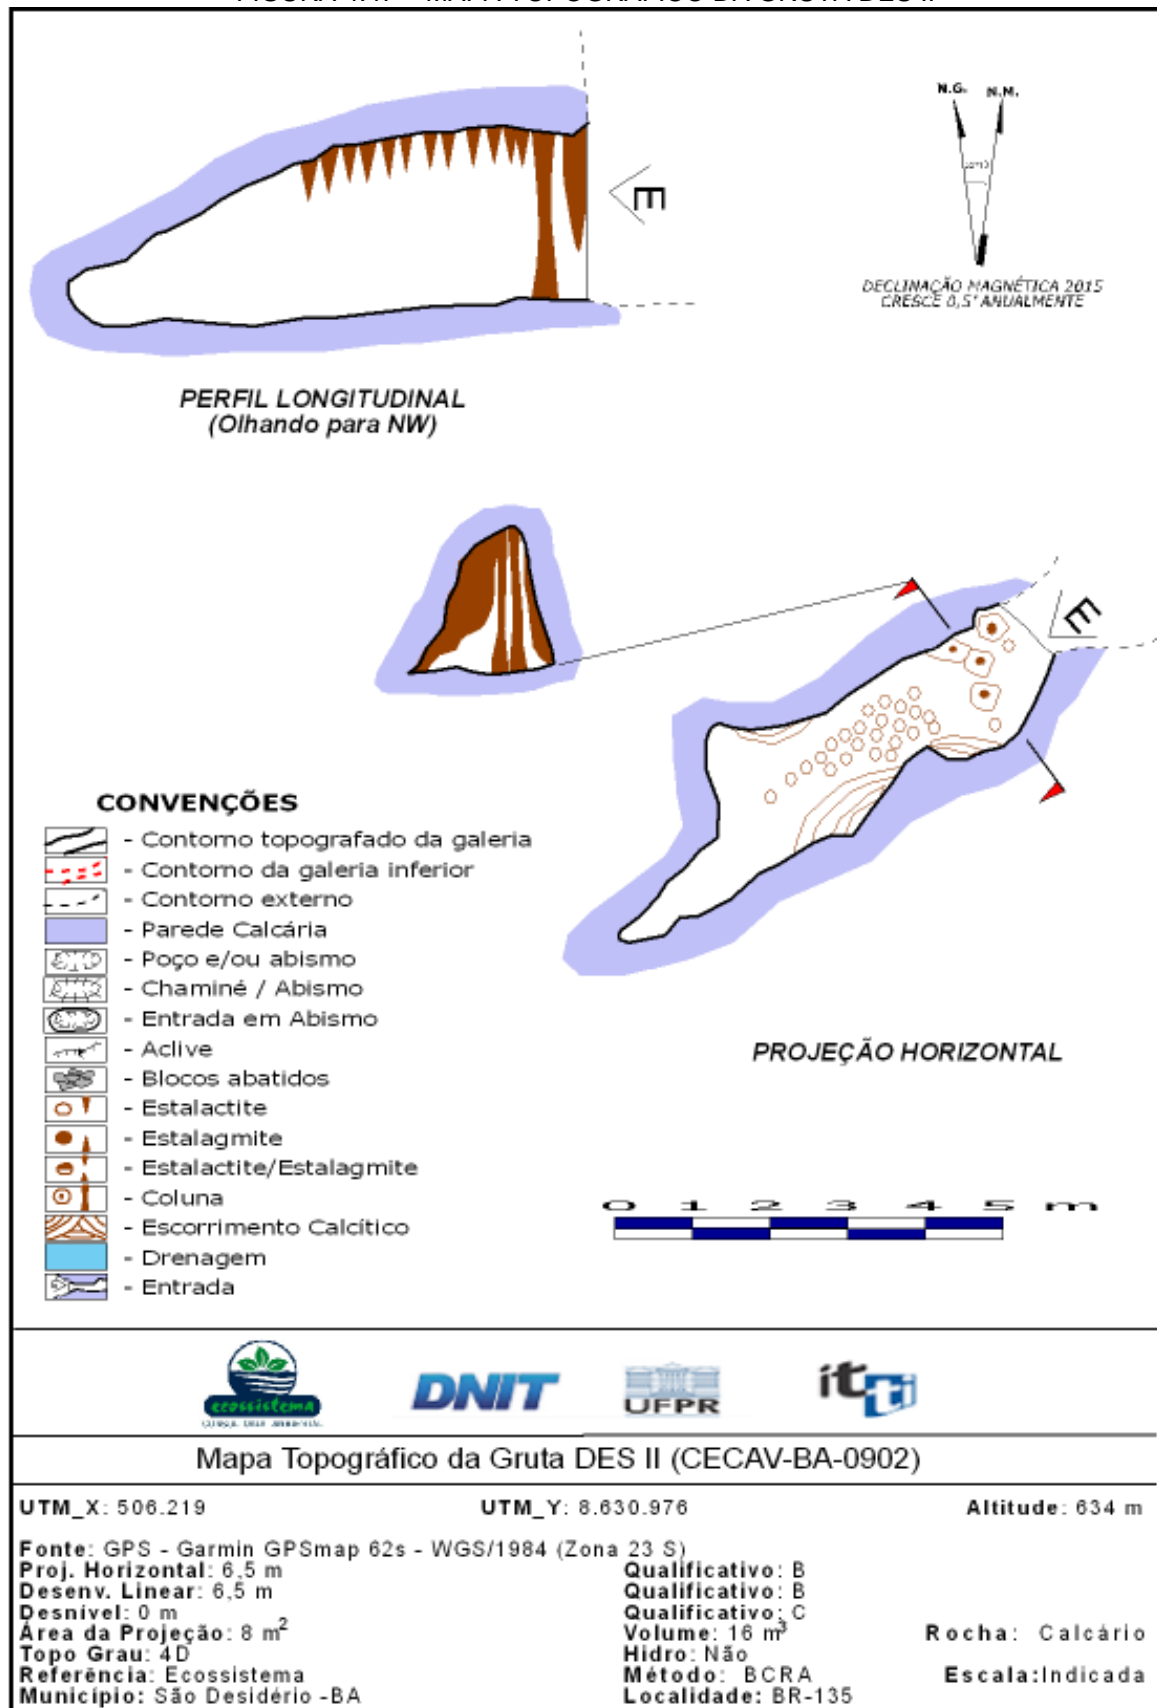 N.G. N.M.
DECLINAÇÃO MAGNÉTICA 2015
CRESCE 0,5° ANUALMENTE
E
PERFIL LONGITUDINAL
(Olhando para NW)
E
CONVENÇÕES
- Contorno topografado da galeria
- Contorno da galeria inferior
- Contorno externo
- Parede Calcária
- Poço e/ou abismo
- Chaminé / Abismo
- Entrada em Abismo
- Aclive
- Blocos abatidos
- Estalactite
- Estalagmite
- Estalactite/Estalagmite
- Coluna
- Escorrimento Calcítico
- Drenagem
- Entrada
PROJEÇÃO HORIZONTAL
0 1 2 3 4 5 m
ecossistema
DNIT
UFPR
itti
Mapa Topográfico da Gruta DES II (CECAV-BA-0902)
UTM_X: 506.219 UTM_Y: 8.630.976 Altitude: 634 m
Fonte: GPS - Garmin GPSmap 62s - WGS/1984 (Zona 23 S)
Proj. Horizontal: 6,5 m Qualificativo: B
Desenv. Linear: 6,5 m Qualificativo: B
Desnível: 0 m Qualificativo: C
Área da Projeção: 8 m² Volume: 16 m³ Rocha: Calcário
Topo Grau: 4D Hidro: Não
Referência: Ecossistema Método: BCRA Escala:Indicada
Município: São Desidério -BA Localidade: BR-135